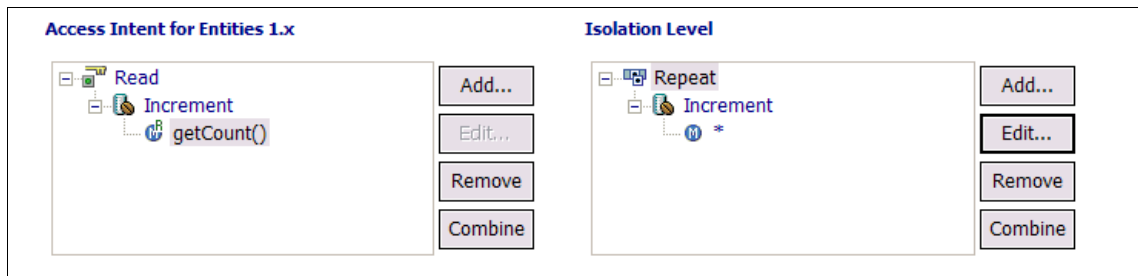 Access Intent for Entities 1.x
Read
Increment
getCount()
Add...
Edit...
Remove
Combine
Isolation Level
Repeat
Increment
*
Add...
Edit...
Remove
Combine